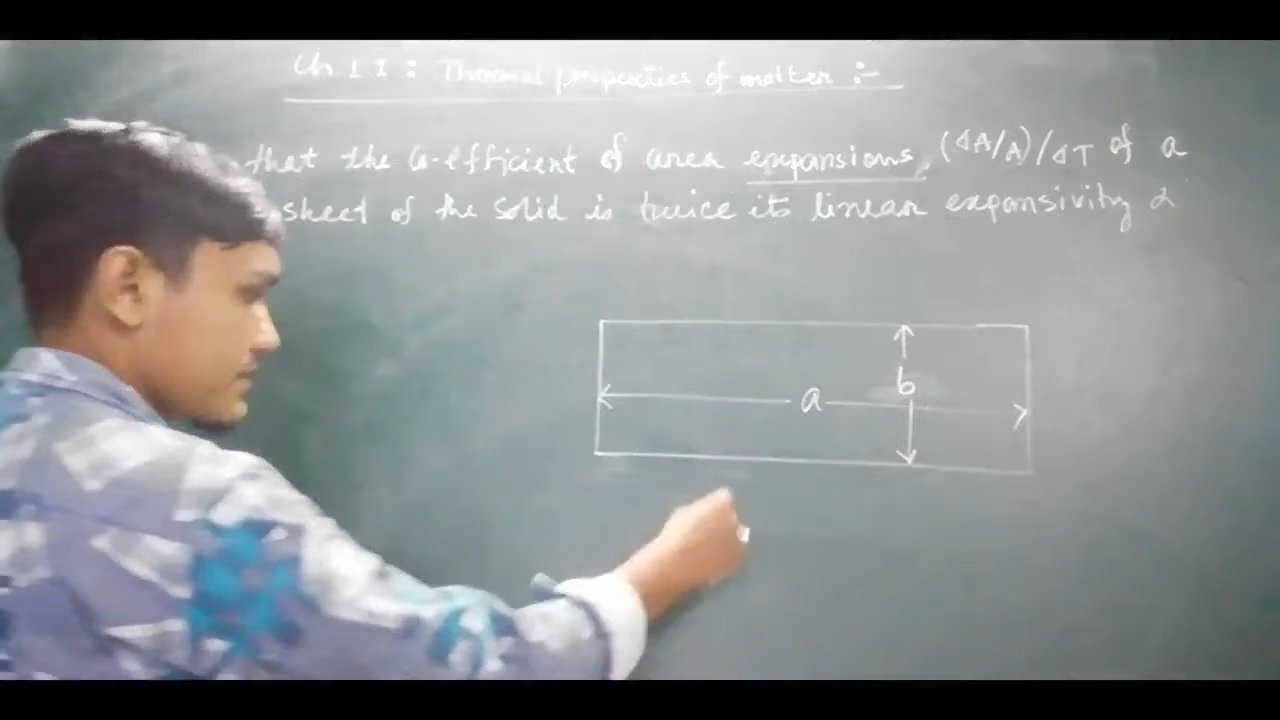 Ch 11 : Thermal properties of matter :-
that the Co-efficient of area expansions (ΔA/A)/ΔT of a
sheet of the Solid is twice its linear expansivity α
b
a